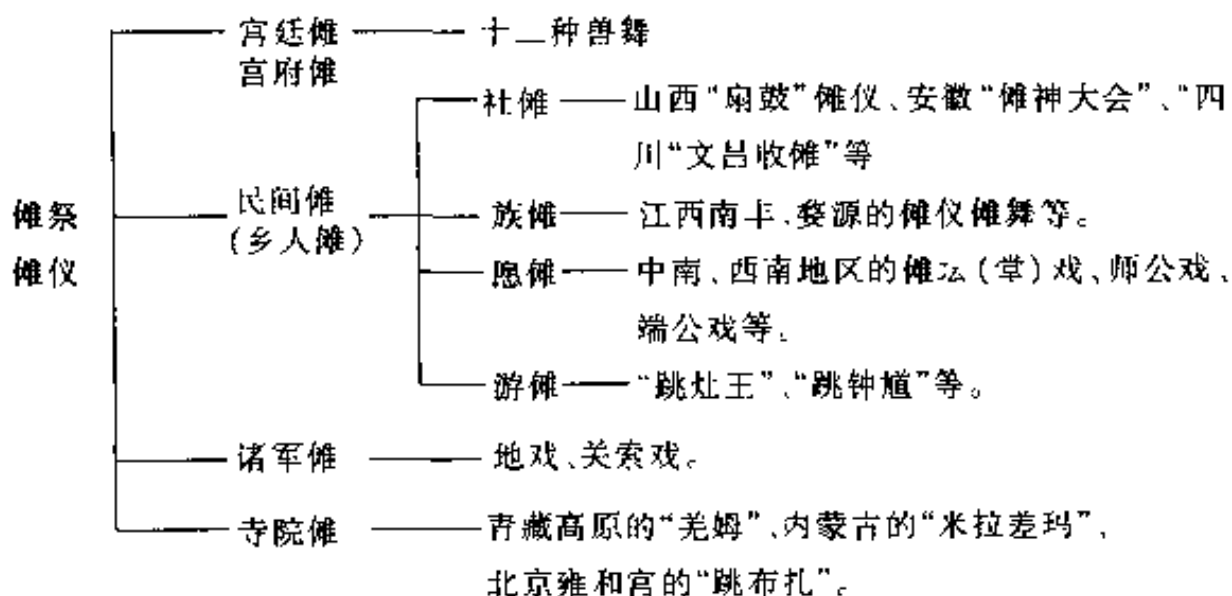 宫廷傩 十二种兽舞
宫府傩
社傩 山西“扇鼓”傩仪、安徽“傩神大会”、“四
川“文昌收傩”等
傩祭 民间傩 族傩 江西南丰、婺源的傩仪傩舞等。
(乡人傩)
傩仪 愿傩 中南、西南地区的傩坛(堂)戏、师公戏、
端公戏等。
游傩 “跳灶王”、“跳钟馗”等。
诸军傩 地戏、关索戏。
寺院傩 青藏高原的“羌姆”、内蒙古的“米拉差玛”、
北京雍和宫的“跳布扎”。